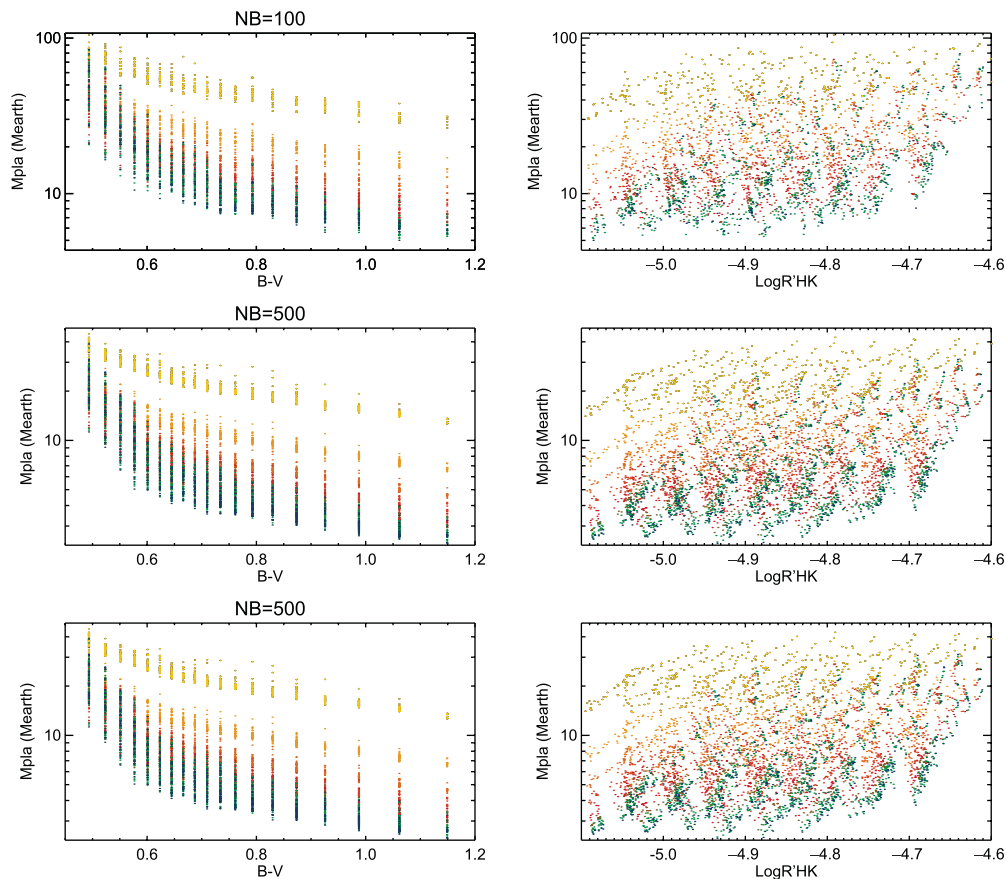 NB=100
100
10
Mpla (Mearth)
0.6 0.8 1.0 1.2
B-V
100
10
Mpla (Mearth)
–5.0 –4.9 –4.8 –4.7 –4.6
LogR'HK
NB=500
10
Mpla (Mearth)
0.6 0.8 1.0 1.2
B-V
10
Mpla (Mearth)
-5.0 –4.9 –4.8 –4.7 –4.6
LogR'HK
NB=500
10
Mpla (Mearth)
0.6 0.8 1.0 1.2
B-V
10
Mpla (Mearth)
–5.0 –4.9 –4.8 –4.7 –4.6
LogR'HK